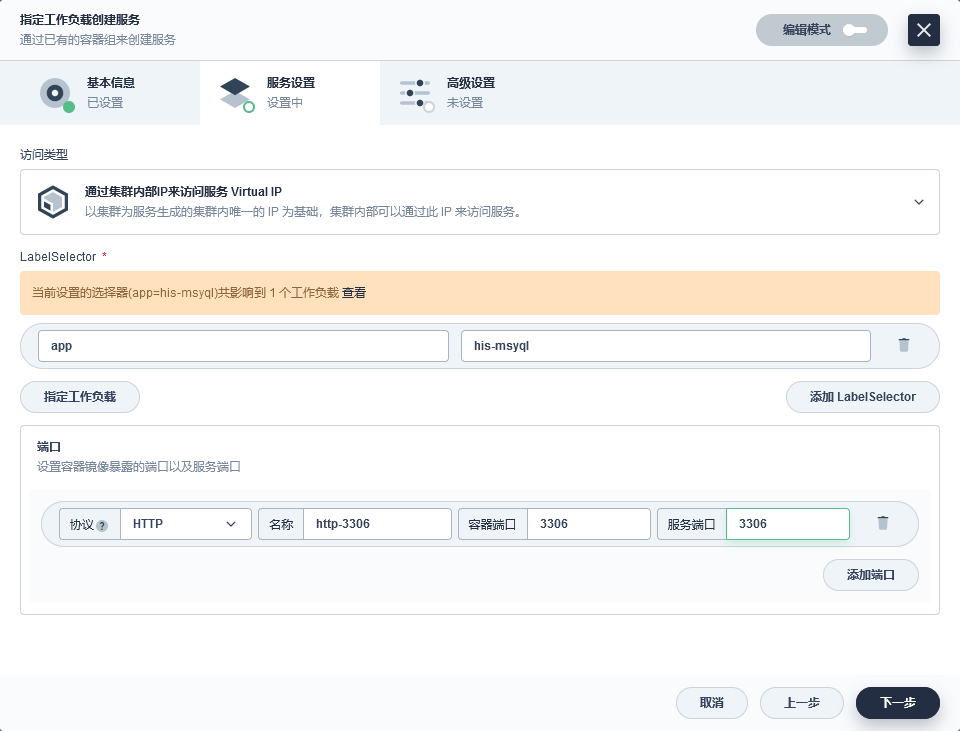 指定工作负载创建服务
通过已有的容器组来创建服务
编辑模式
基本信息
已设置
服务设置
设置中
高级设置
未设置
访问类型
通过集群内部IP来访问服务 Virtual IP
以集群为服务生成的集群内唯一的 IP 为基础，集群内部可以通过此 IP 来访问服务。
LabelSelector *
当前设置的选择器(app=his-msyql)共影响到 1 个工作负载 查看
app his-msyql
指定工作负载 添加 LabelSelector
端口
设置容器镜像暴露的端口以及服务端口
协议 ? HTTP 名称 http-3306 容器端口 3306 服务端口 3306
添加端口
取消 上一步 下一步